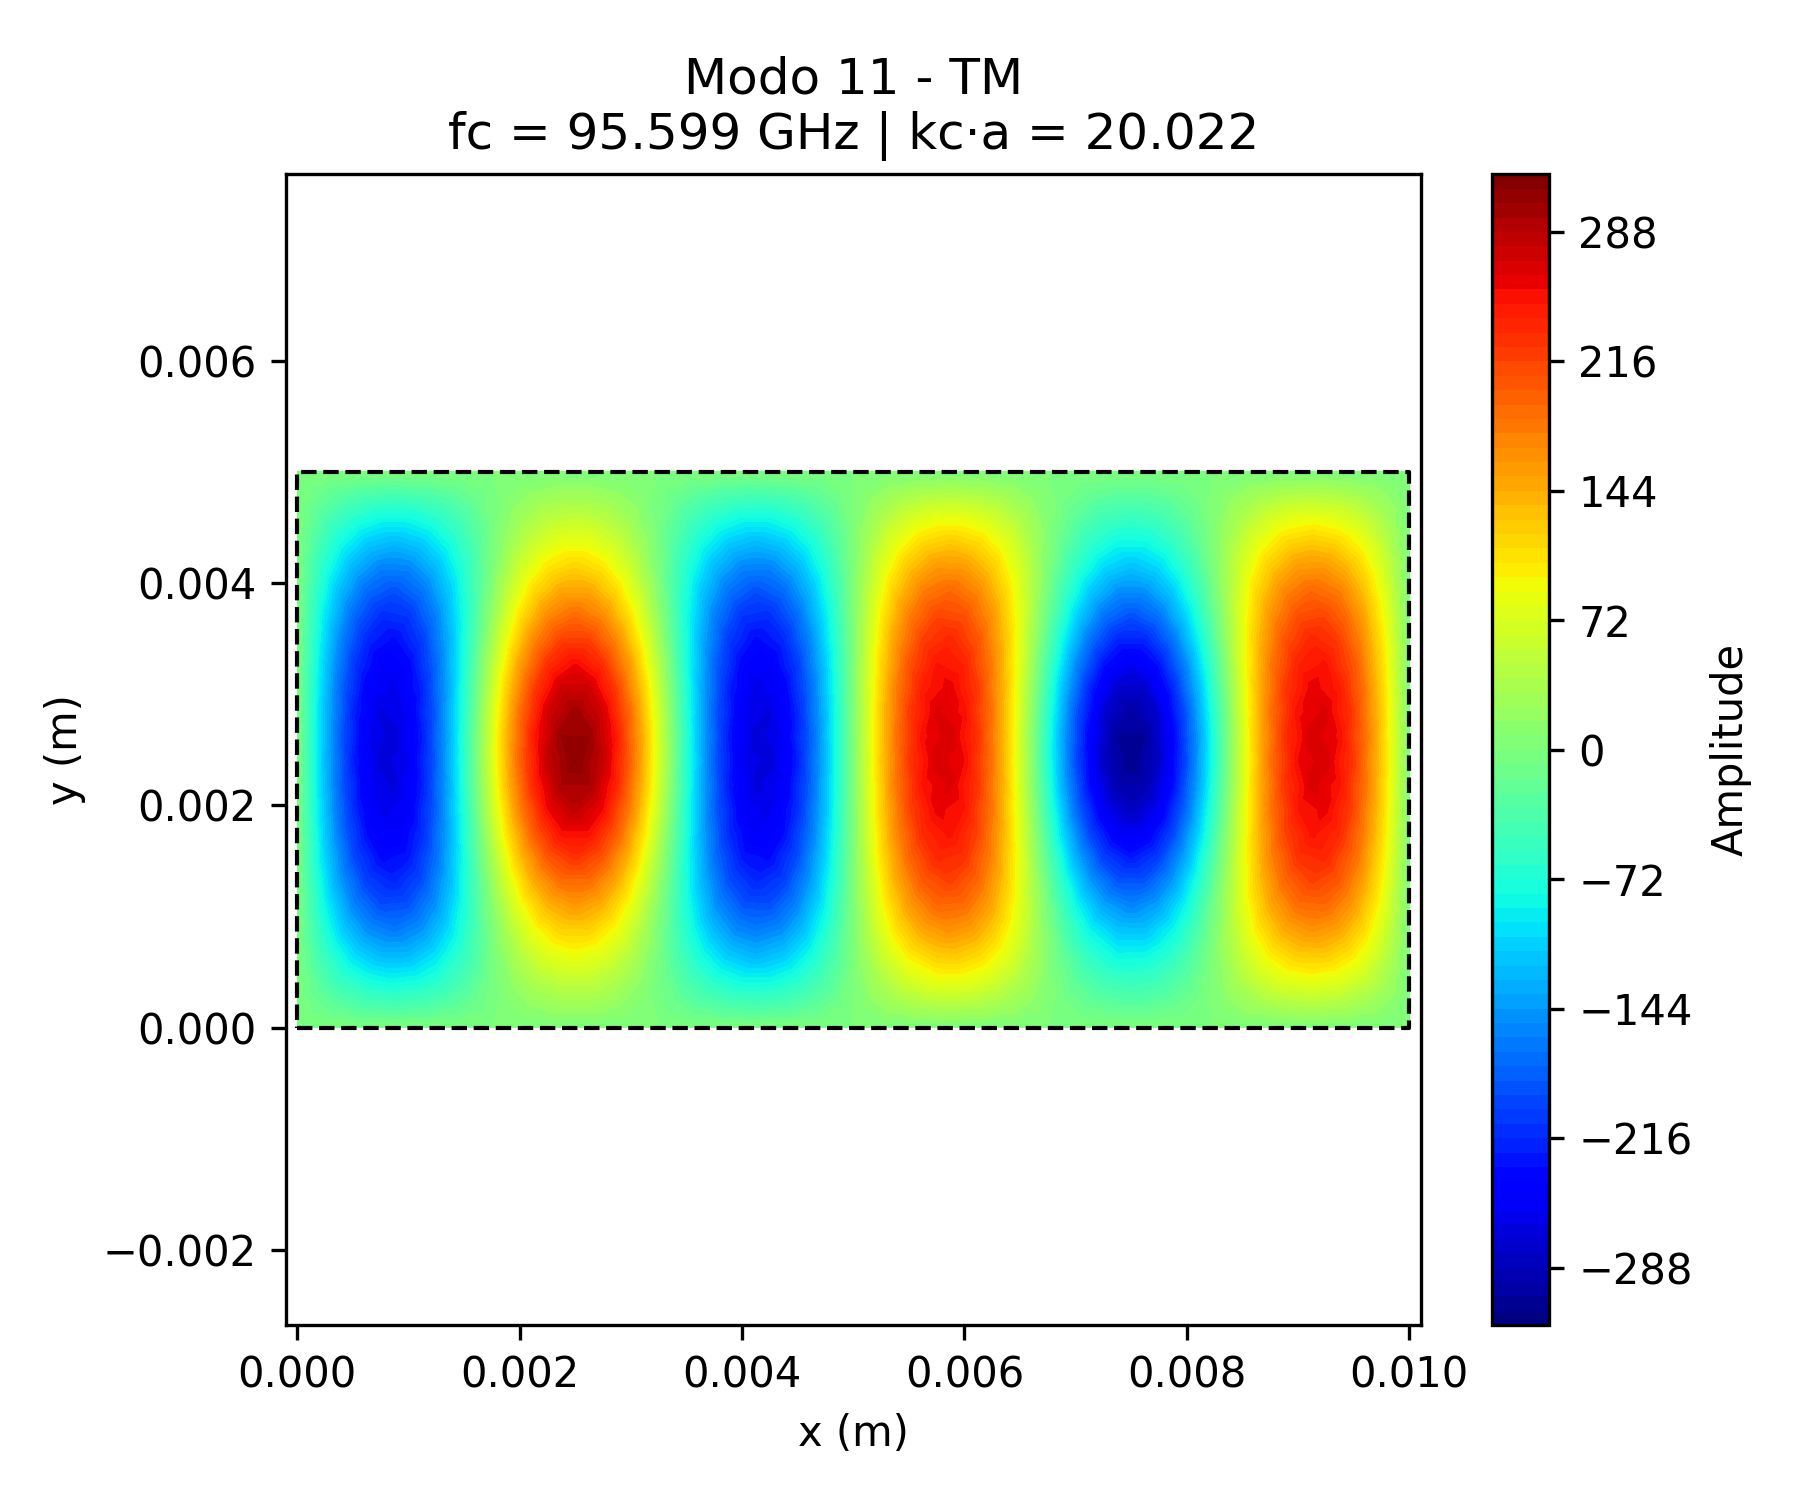 Modo 11 - TM
fc = 95.599 GHz | kc·a = 20.022
0.006
0.004
0.002
0.000
−0.002
y (m)
0.000 0.002 0.004 0.006 0.008 0.010
x (m)
288
216
144
72
0
−72
−144
−216
−288
Amplitude